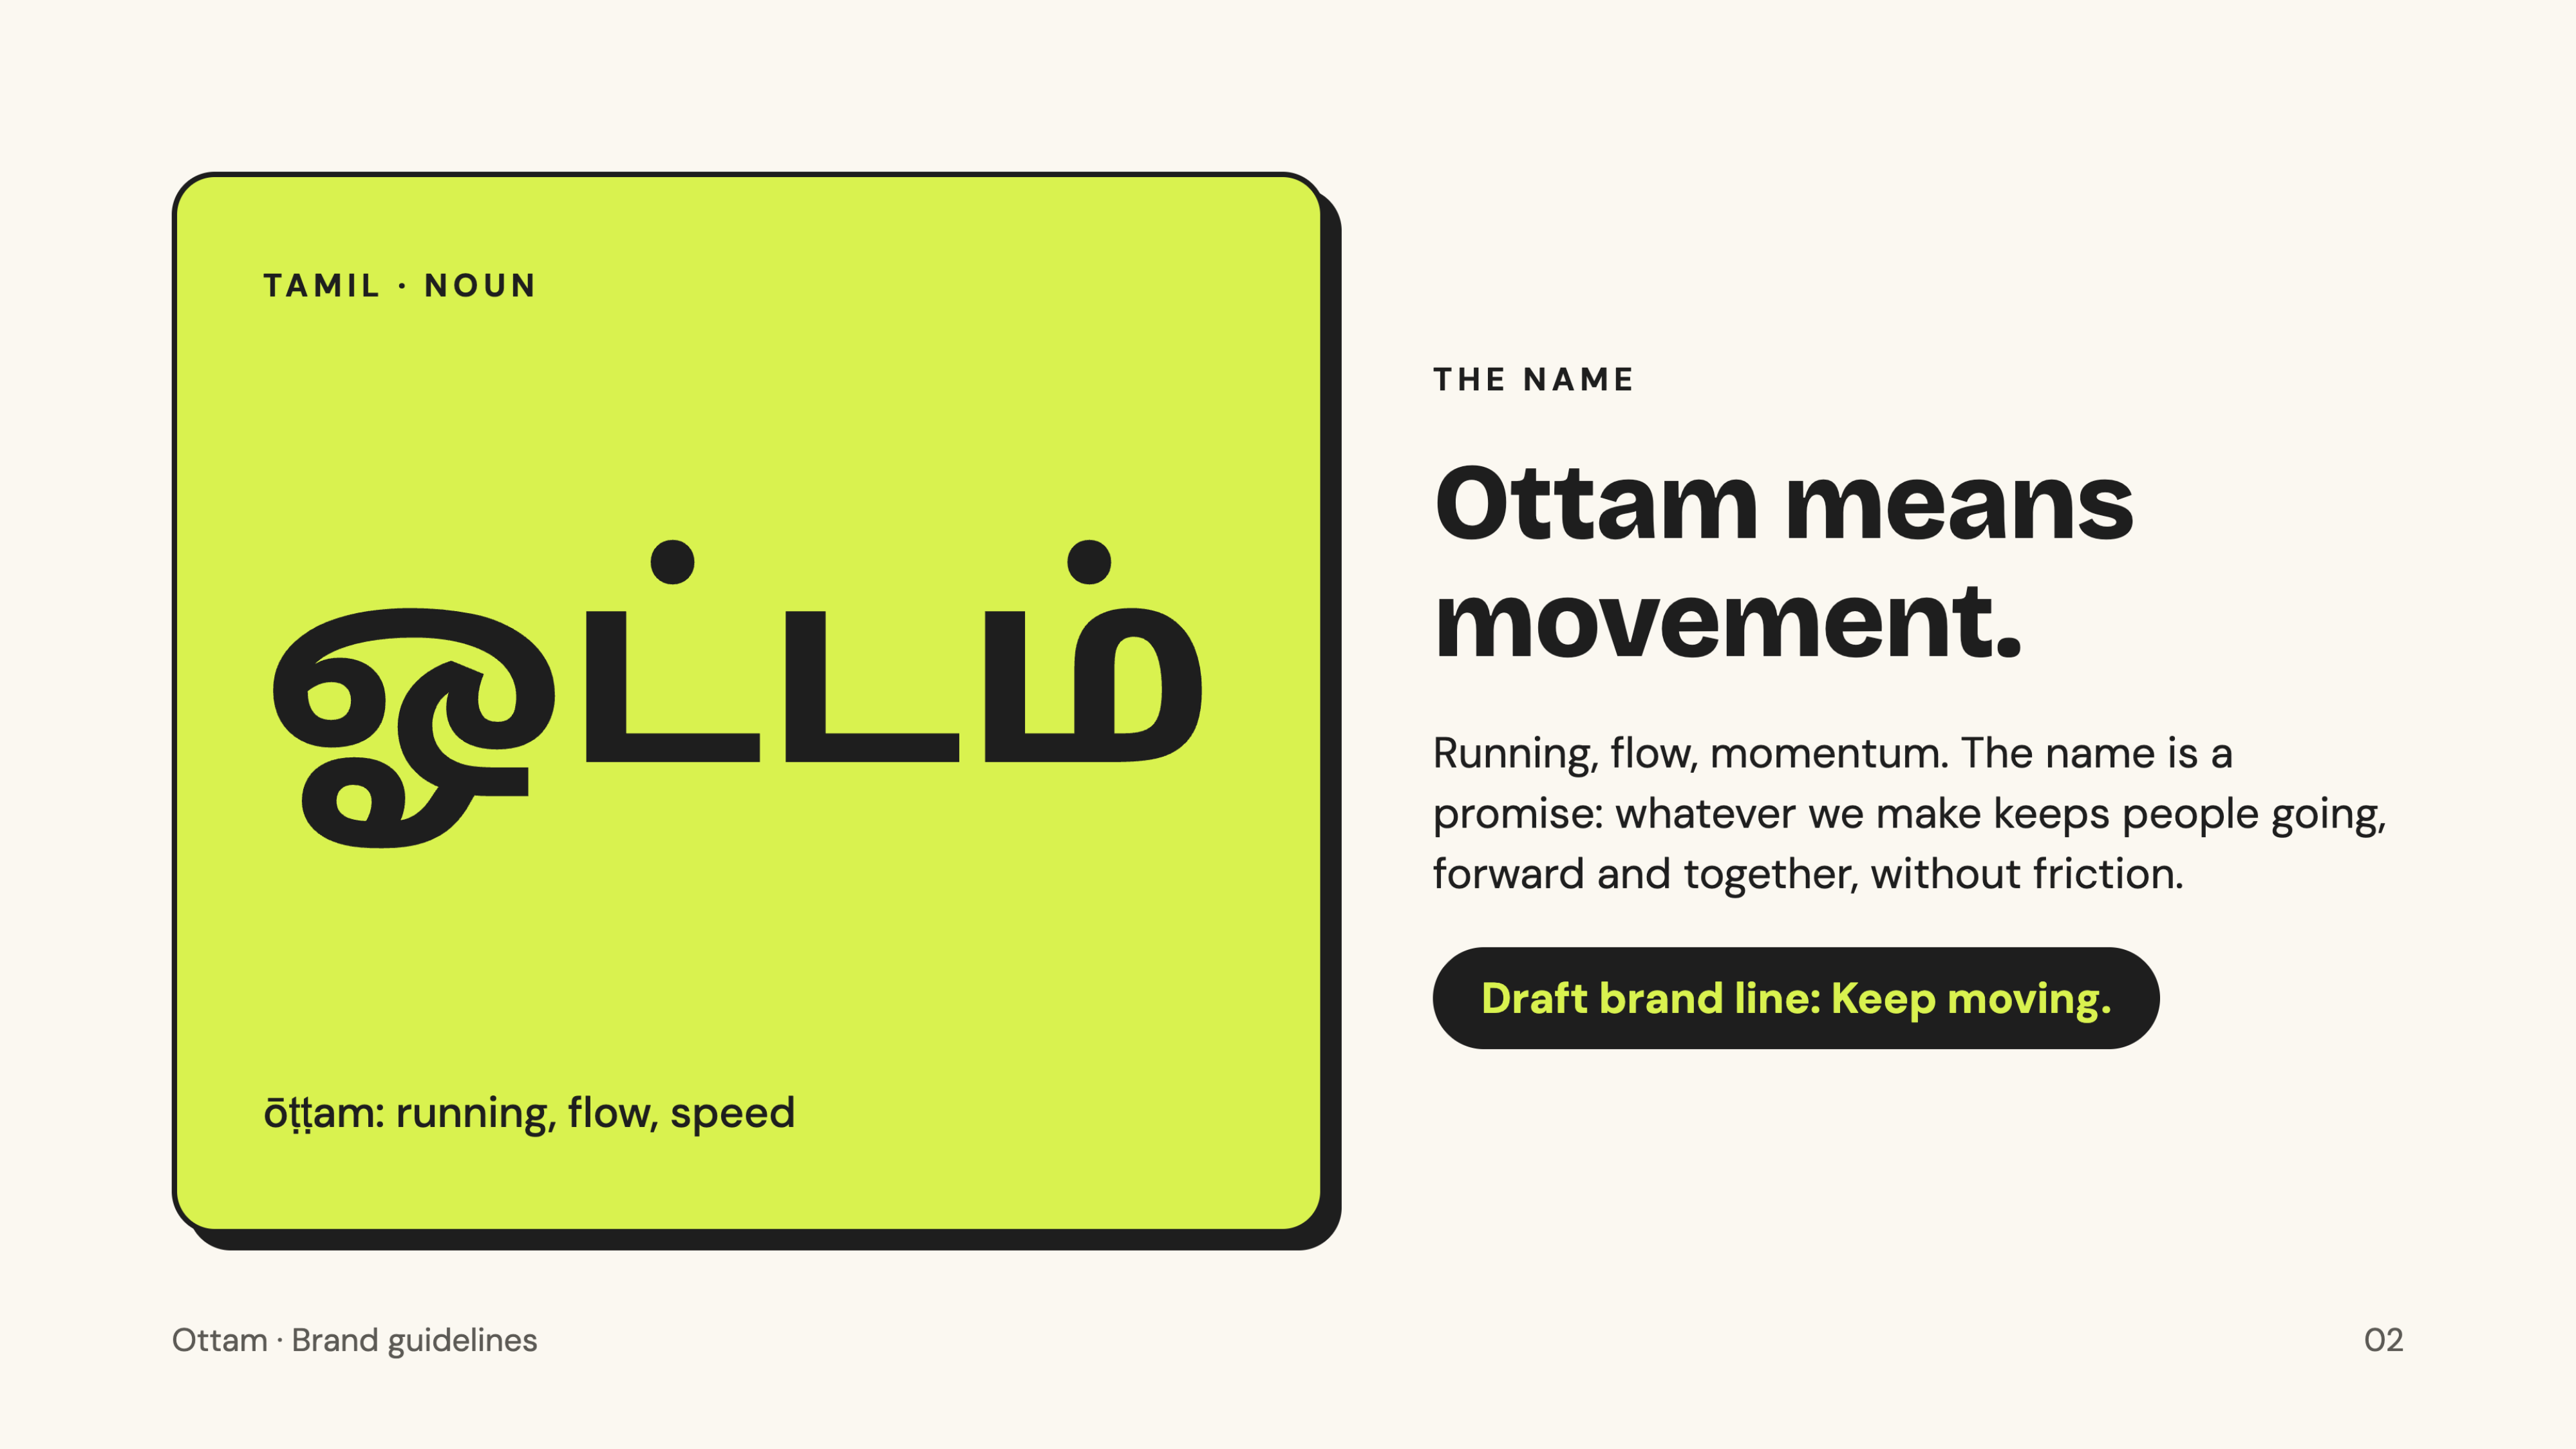 TAMIL · NOUN
ஓட்டம்
ōṭṭam: running, flow, speed
THE NAME
Ottam means
movement.
Running, flow, momentum. The name is a
promise: whatever we make keeps people going,
forward and together, without friction.
Draft brand line: Keep moving.
Ottam · Brand guidelines
02